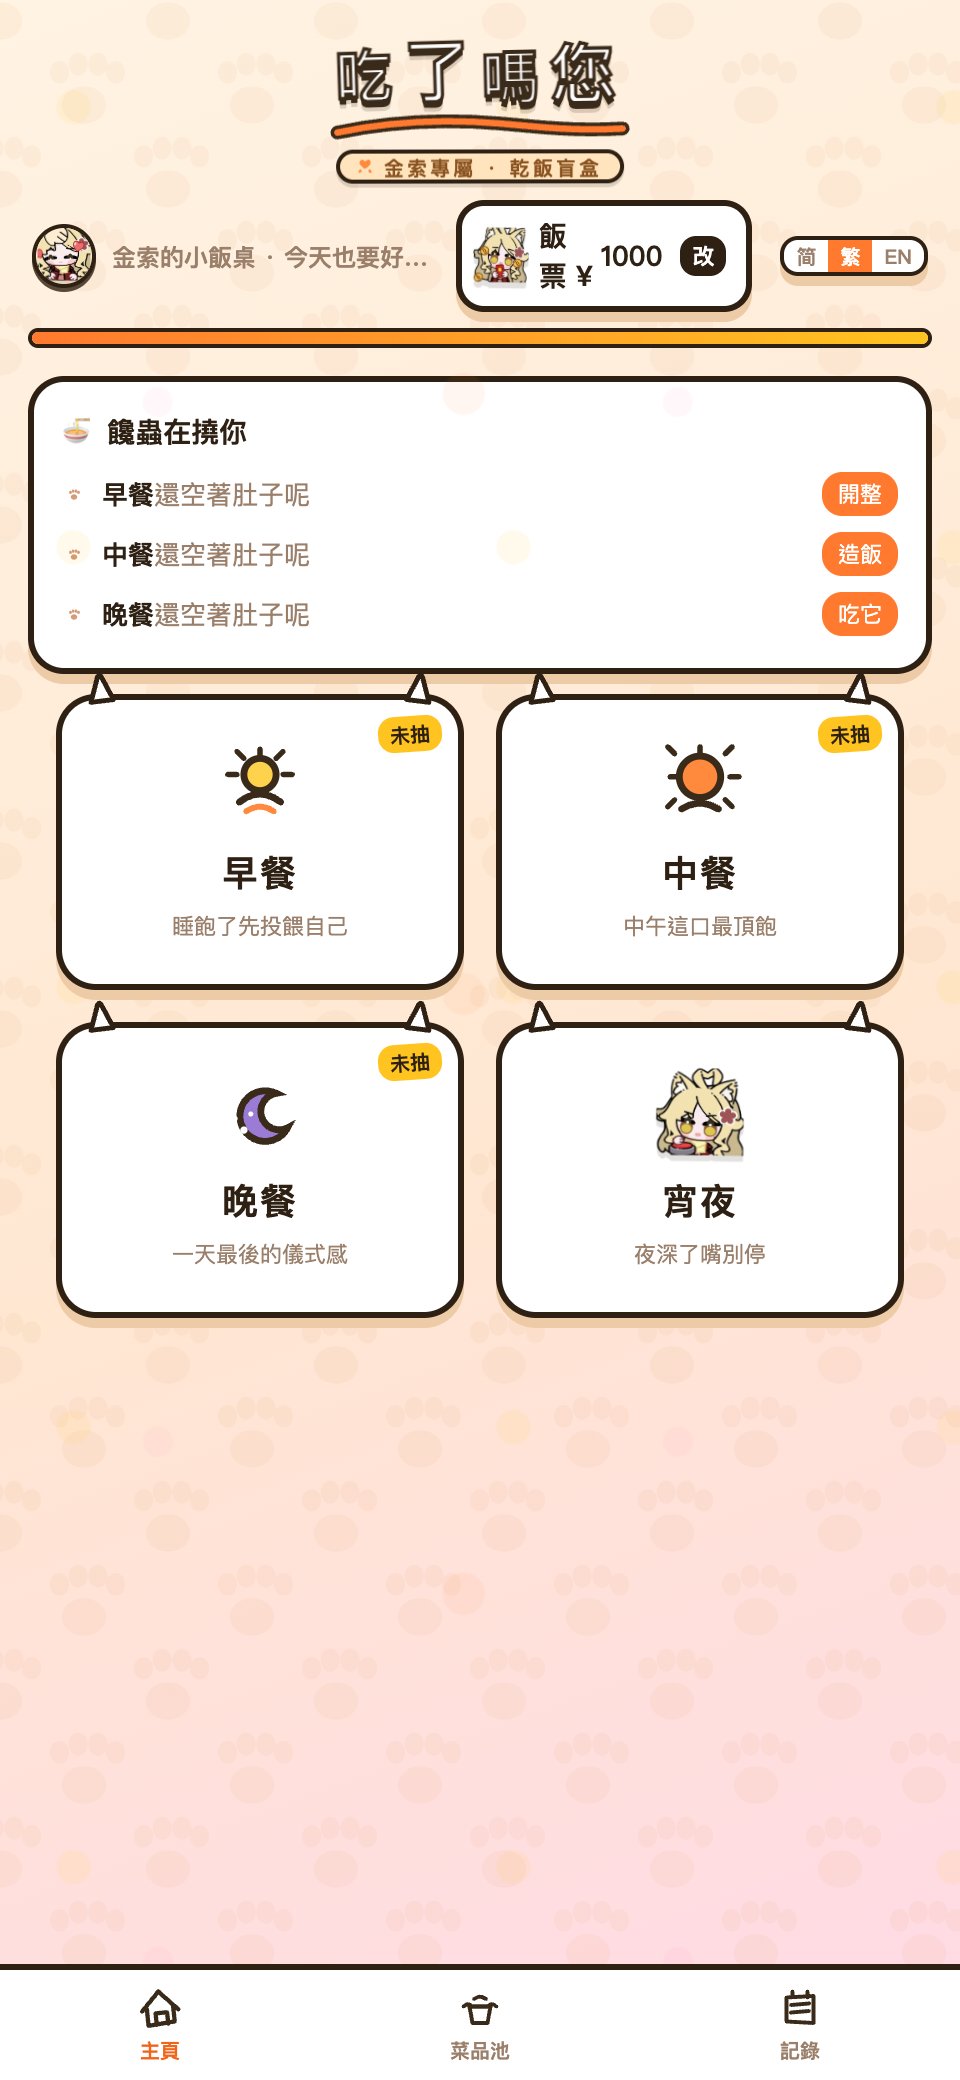 吃了嗎您
金索專屬 · 乾飯盲盒
金索的小飯桌 · 今天也要好...
飯
票 ¥ 1000 改
简 繁 EN
饞蟲在撓你
早餐還空著肚子呢 開整
中餐還空著肚子呢 造飯
晚餐還空著肚子呢 吃它
未抽
早餐
睡飽了先投餵自己
未抽
中餐
中午這口最頂飽
未抽
晚餐
一天最後的儀式感
宵夜
夜深了嘴別停
主頁
菜品池
記錄